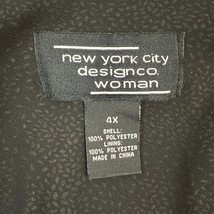 new york city
designco.
woman
4X
SHELL:
100% POLYESTER
LINING:
100% POLYESTER
MADE IN CHINA